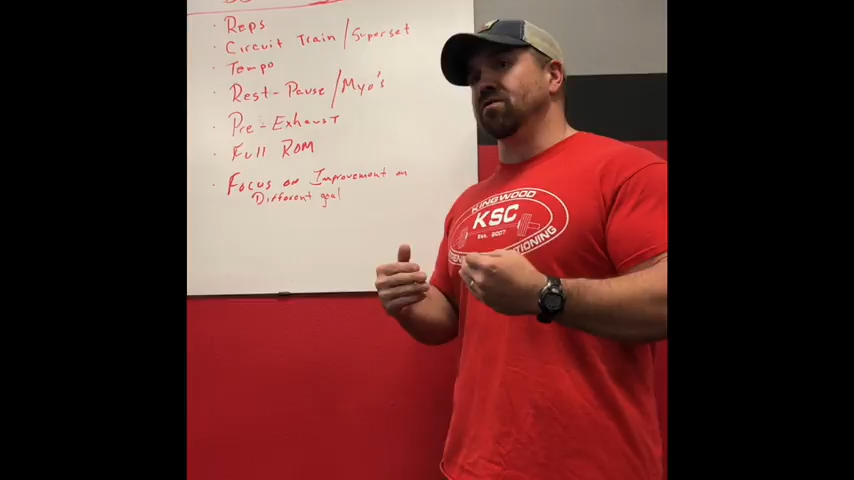 · Reps
· Circuit Train/Superset
· Tempo
· Rest-Pause/Myo's
· Pre-Exhaust
· Full ROM
· Focus on Improvement on
Different goal
KINGWOOD
KSC
EST. 2007